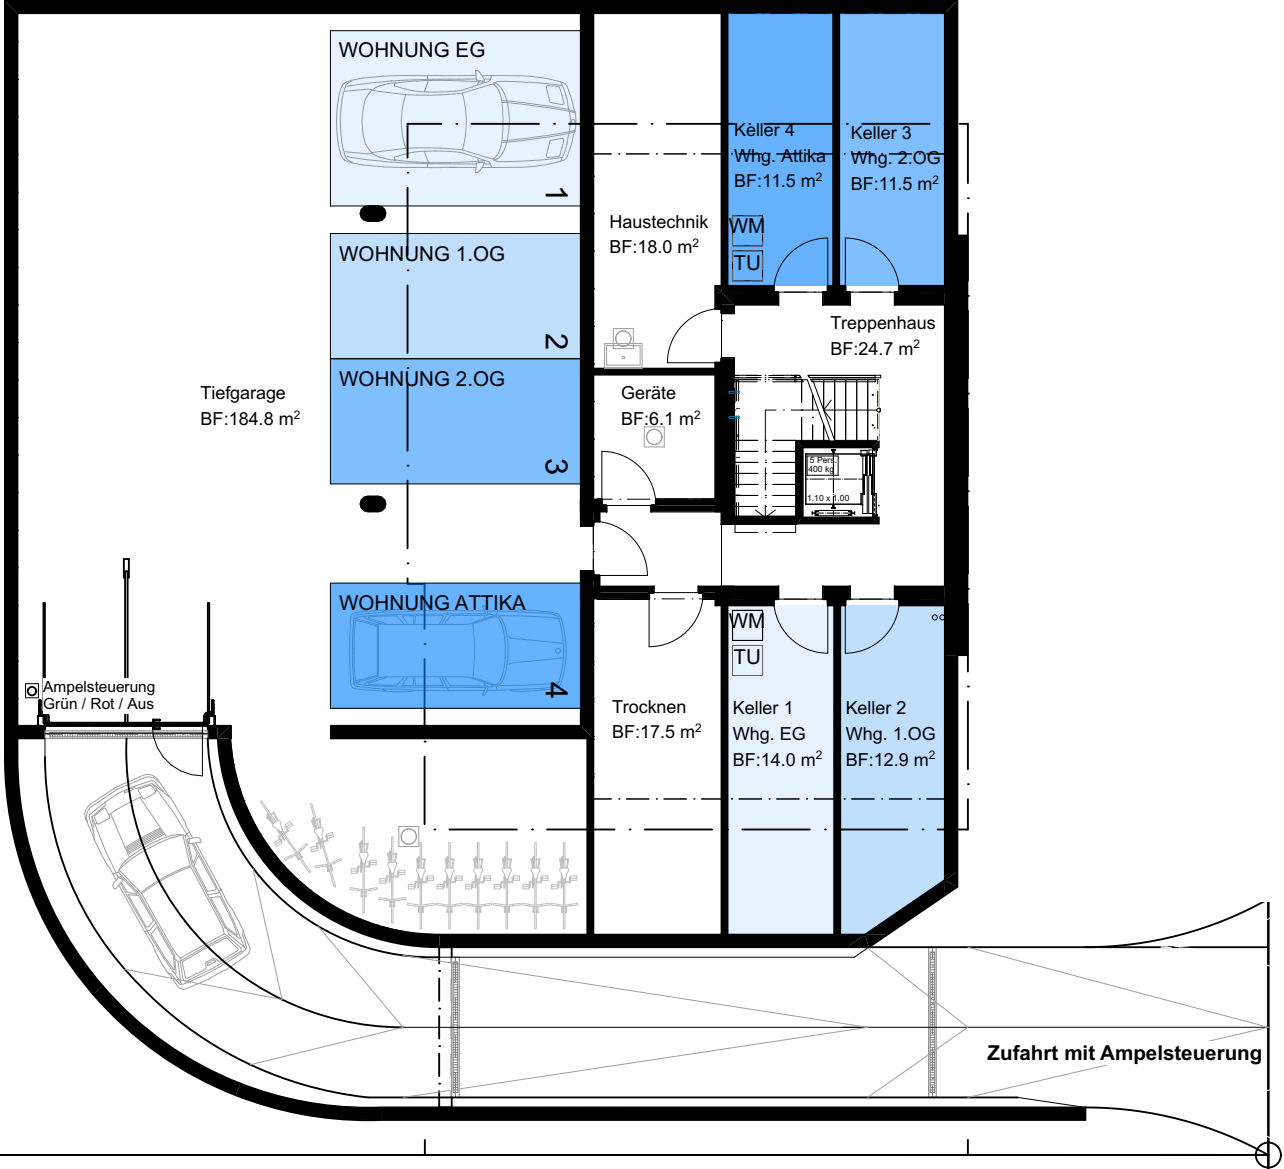 WOHNUNG EG
1
WOHNUNG 1.OG
2
WOHNUNG 2.OG
3
WOHNUNG ATTIKA
4
Tiefgarage
BF:184.8 m²
Ampelsteuerung
Grün / Rot / Aus
Haustechnik
BF:18.0 m²
Keller 4
Whg. Attika
BF:11.5 m²
WM
TU
Keller 3
Whg. 2.OG
BF:11.5 m²
Treppenhaus
BF:24.7 m²
Geräte
BF:6.1 m²
5 Pers.
400 kg
1.10 x 1.00
Trocknen
BF:17.5 m²
WM
TU
Keller 1
Whg. EG
BF:14.0 m²
Keller 2
Whg. 1.OG
BF:12.9 m²
Zufahrt mit Ampelsteuerung